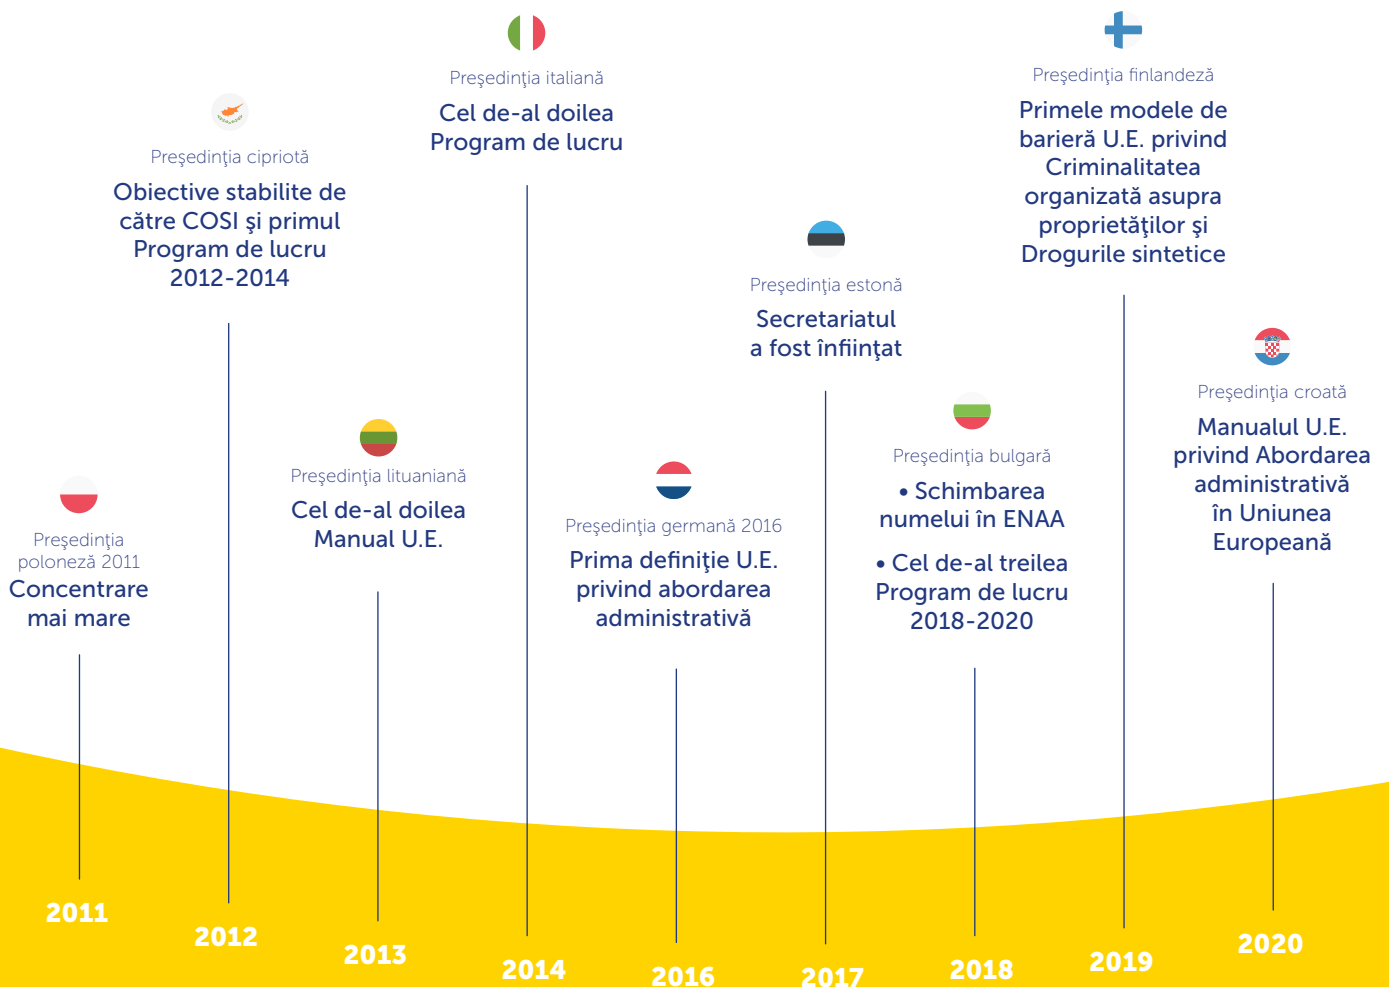 Preşedinţia
poloneză 2011
Concentrare
mai mare
2011
Preşedinţia cipriotă
Obiective stabilite de
către COSI şi primul
Program de lucru
2012-2014
2012
Preşedinţia lituaniană
Cel de-al doilea
Manual U.E.
2013
Preşedinţia italiană
Cel de-al doilea
Program de lucru
2014
Preşedinţia germană 2016
Prima definiţie U.E.
privind abordarea
administrativă
2016
Preşedinţia estonă
Secretariatul
a fost înfiinţat
2017
Preşedinţia bulgară
• Schimbarea
numelui în ENAA
• Cel de-al treilea
Program de lucru
2018-2020
2018
Preşedinţia finlandeză
Primele modele de
barieră U.E. privind
Criminalitatea
organizată asupra
proprietăţilor şi
Drogurile sintetice
2019
Preşedinţia croată
Manualul U.E.
privind Abordarea
administrativă
în Uniunea
Europeană
2020